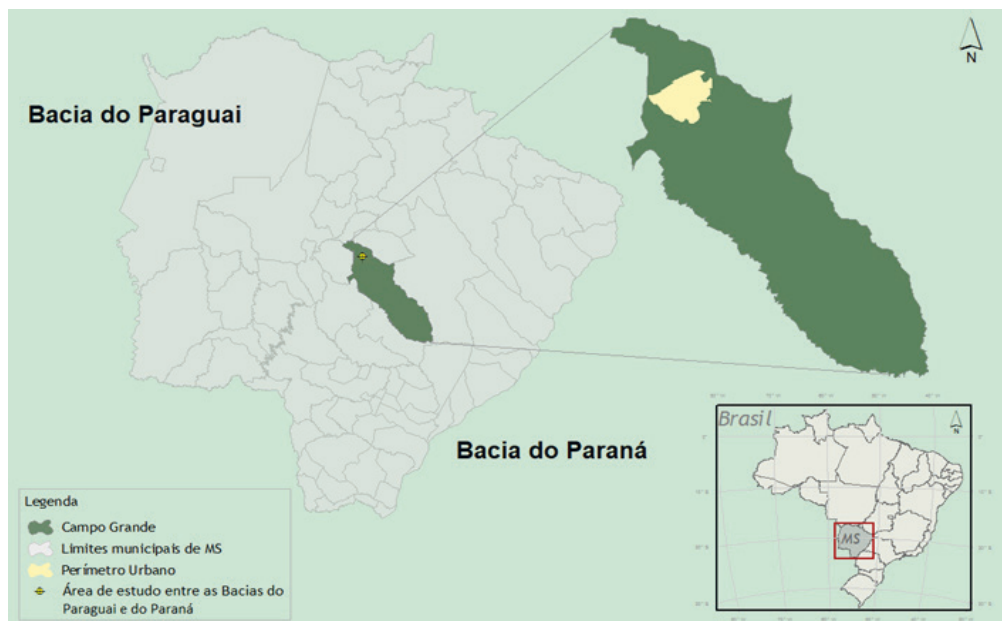 N
Bacia do Paraguai
Bacia do Paraná
Legenda
Campo Grande
Limites municipais de MS
Perímetro Urbano
Área de estudo entre as Bacias do
Paraguai e do Paraná
Brasil
N
MS